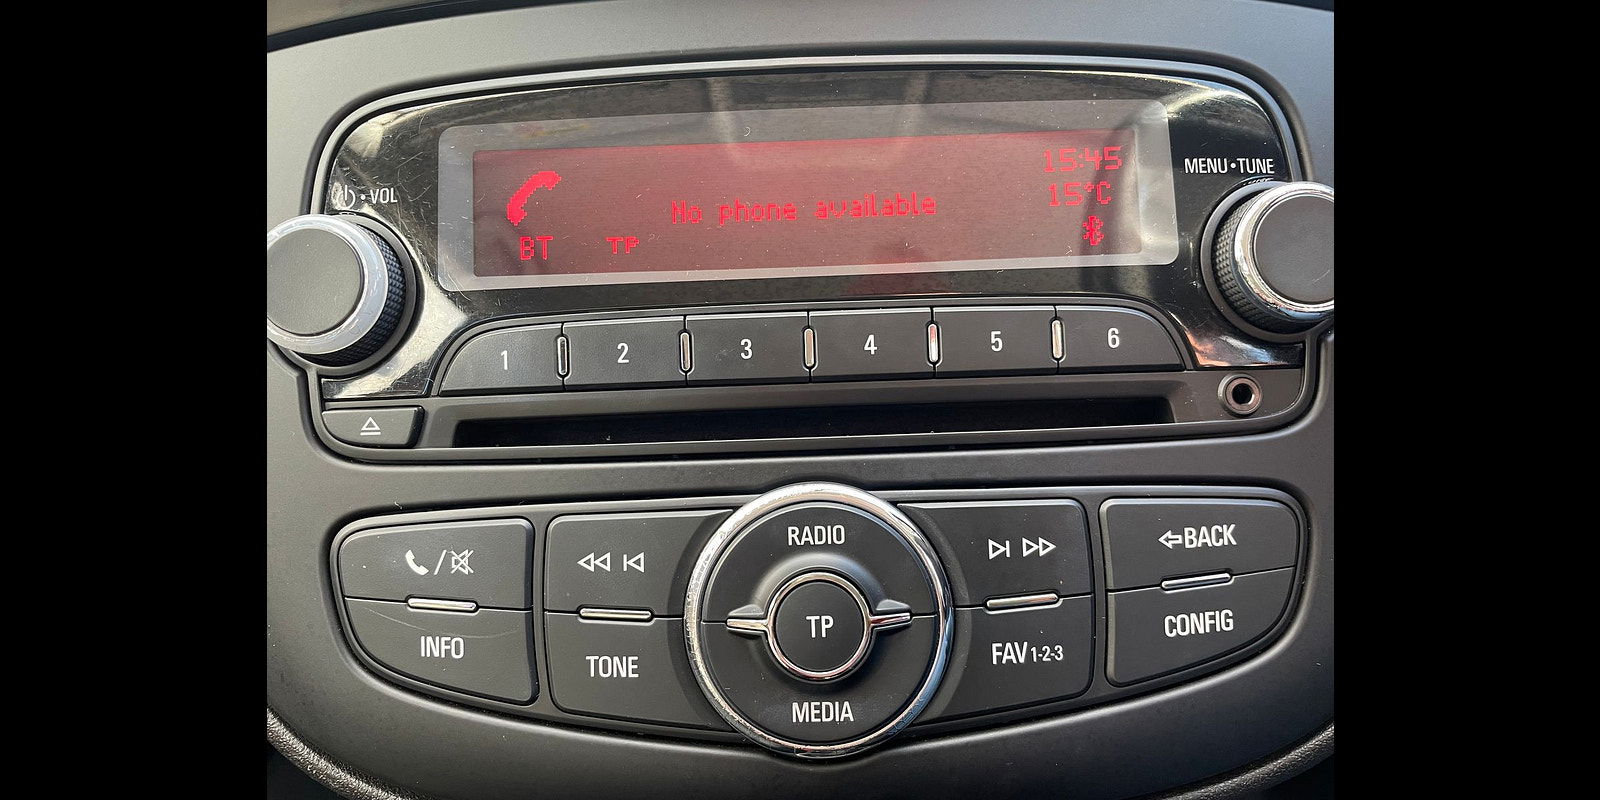 15:45
MENU•TUNE
•VOL
15°C
No phone available
BT TP
1 2 3 4 5 6
RADIO
BACK
/
TP
INFO
TONE
FAV 1-2-3
CONFIG
MEDIA